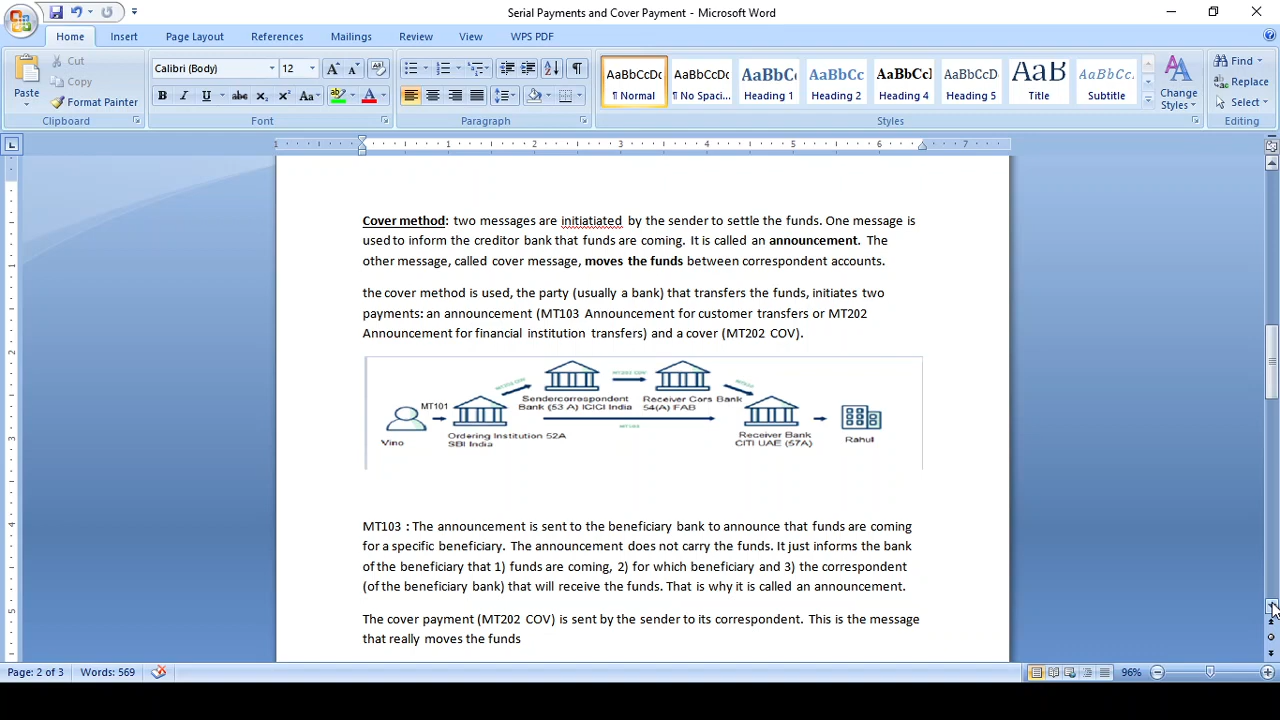 Serial Payments and Cover Payment - Microsoft Word
Home Insert Page Layout References Mailings Review View WPS PDF
Paste
Cut
Copy
Format Painter
Clipboard
Calibri (Body) 12
Font
Paragraph
AaBbCcDc AaBbCcDc AaBbC AaBbCc AaBbCcI AaBbCcD AaB AaBbCc
¶ Normal ¶ No Spaci... Heading 1 Heading 2 Heading 4 Heading 5 Title Subtitle
Styles
Change Styles
Find
Replace
Select
Editing
1 1 2 3 4 5 6 7
Cover method: two messages are initiatiated by the sender to settle the funds. One message is
used to inform the creditor bank that funds are coming. It is called an announcement. The
other message, called cover message, moves the funds between correspondent accounts.
the cover method is used, the party (usually a bank) that transfers the funds, initiates two
payments: an announcement (MT103 Announcement for customer transfers or MT202
Announcement for financial institution transfers) and a cover (MT202 COV).
MT202 COV
Sendercorrespondent Receiver Cors Bank
Bank (53 A) ICICI India 54(A) FAB
MT101
Vino
Ordering Institution 52A
SBI India
Receiver Bank
CITI UAE (57A)
Rahul
MT103 : The announcement is sent to the beneficiary bank to announce that funds are coming
for a specific beneficiary. The announcement does not carry the funds. It just informs the bank
of the beneficiary that 1) funds are coming, 2) for which beneficiary and 3) the correspondent
(of the beneficiary bank) that will receive the funds. That is why it is called an announcement.
The cover payment (MT202 COV) is sent by the sender to its correspondent. This is the message
that really moves the funds
Page: 2 of 3 Words: 569 96%